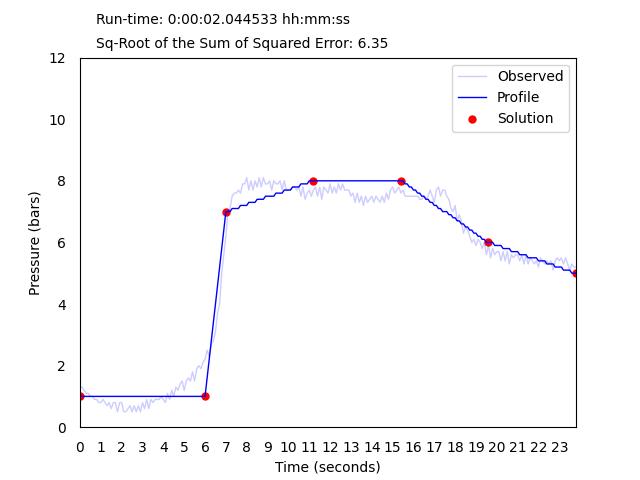 Run-time: 0:00:02.044533 hh:mm:ss
Sq-Root of the Sum of Squared Error: 6.35
12
10
8
6
4
2
0
Pressure (bars)
Observed
Profile
Solution
0 1 2 3 4 5 6 7 8 9 10 11 12 13 14 15 16 17 18 19 20 21 22 23
Time (seconds)